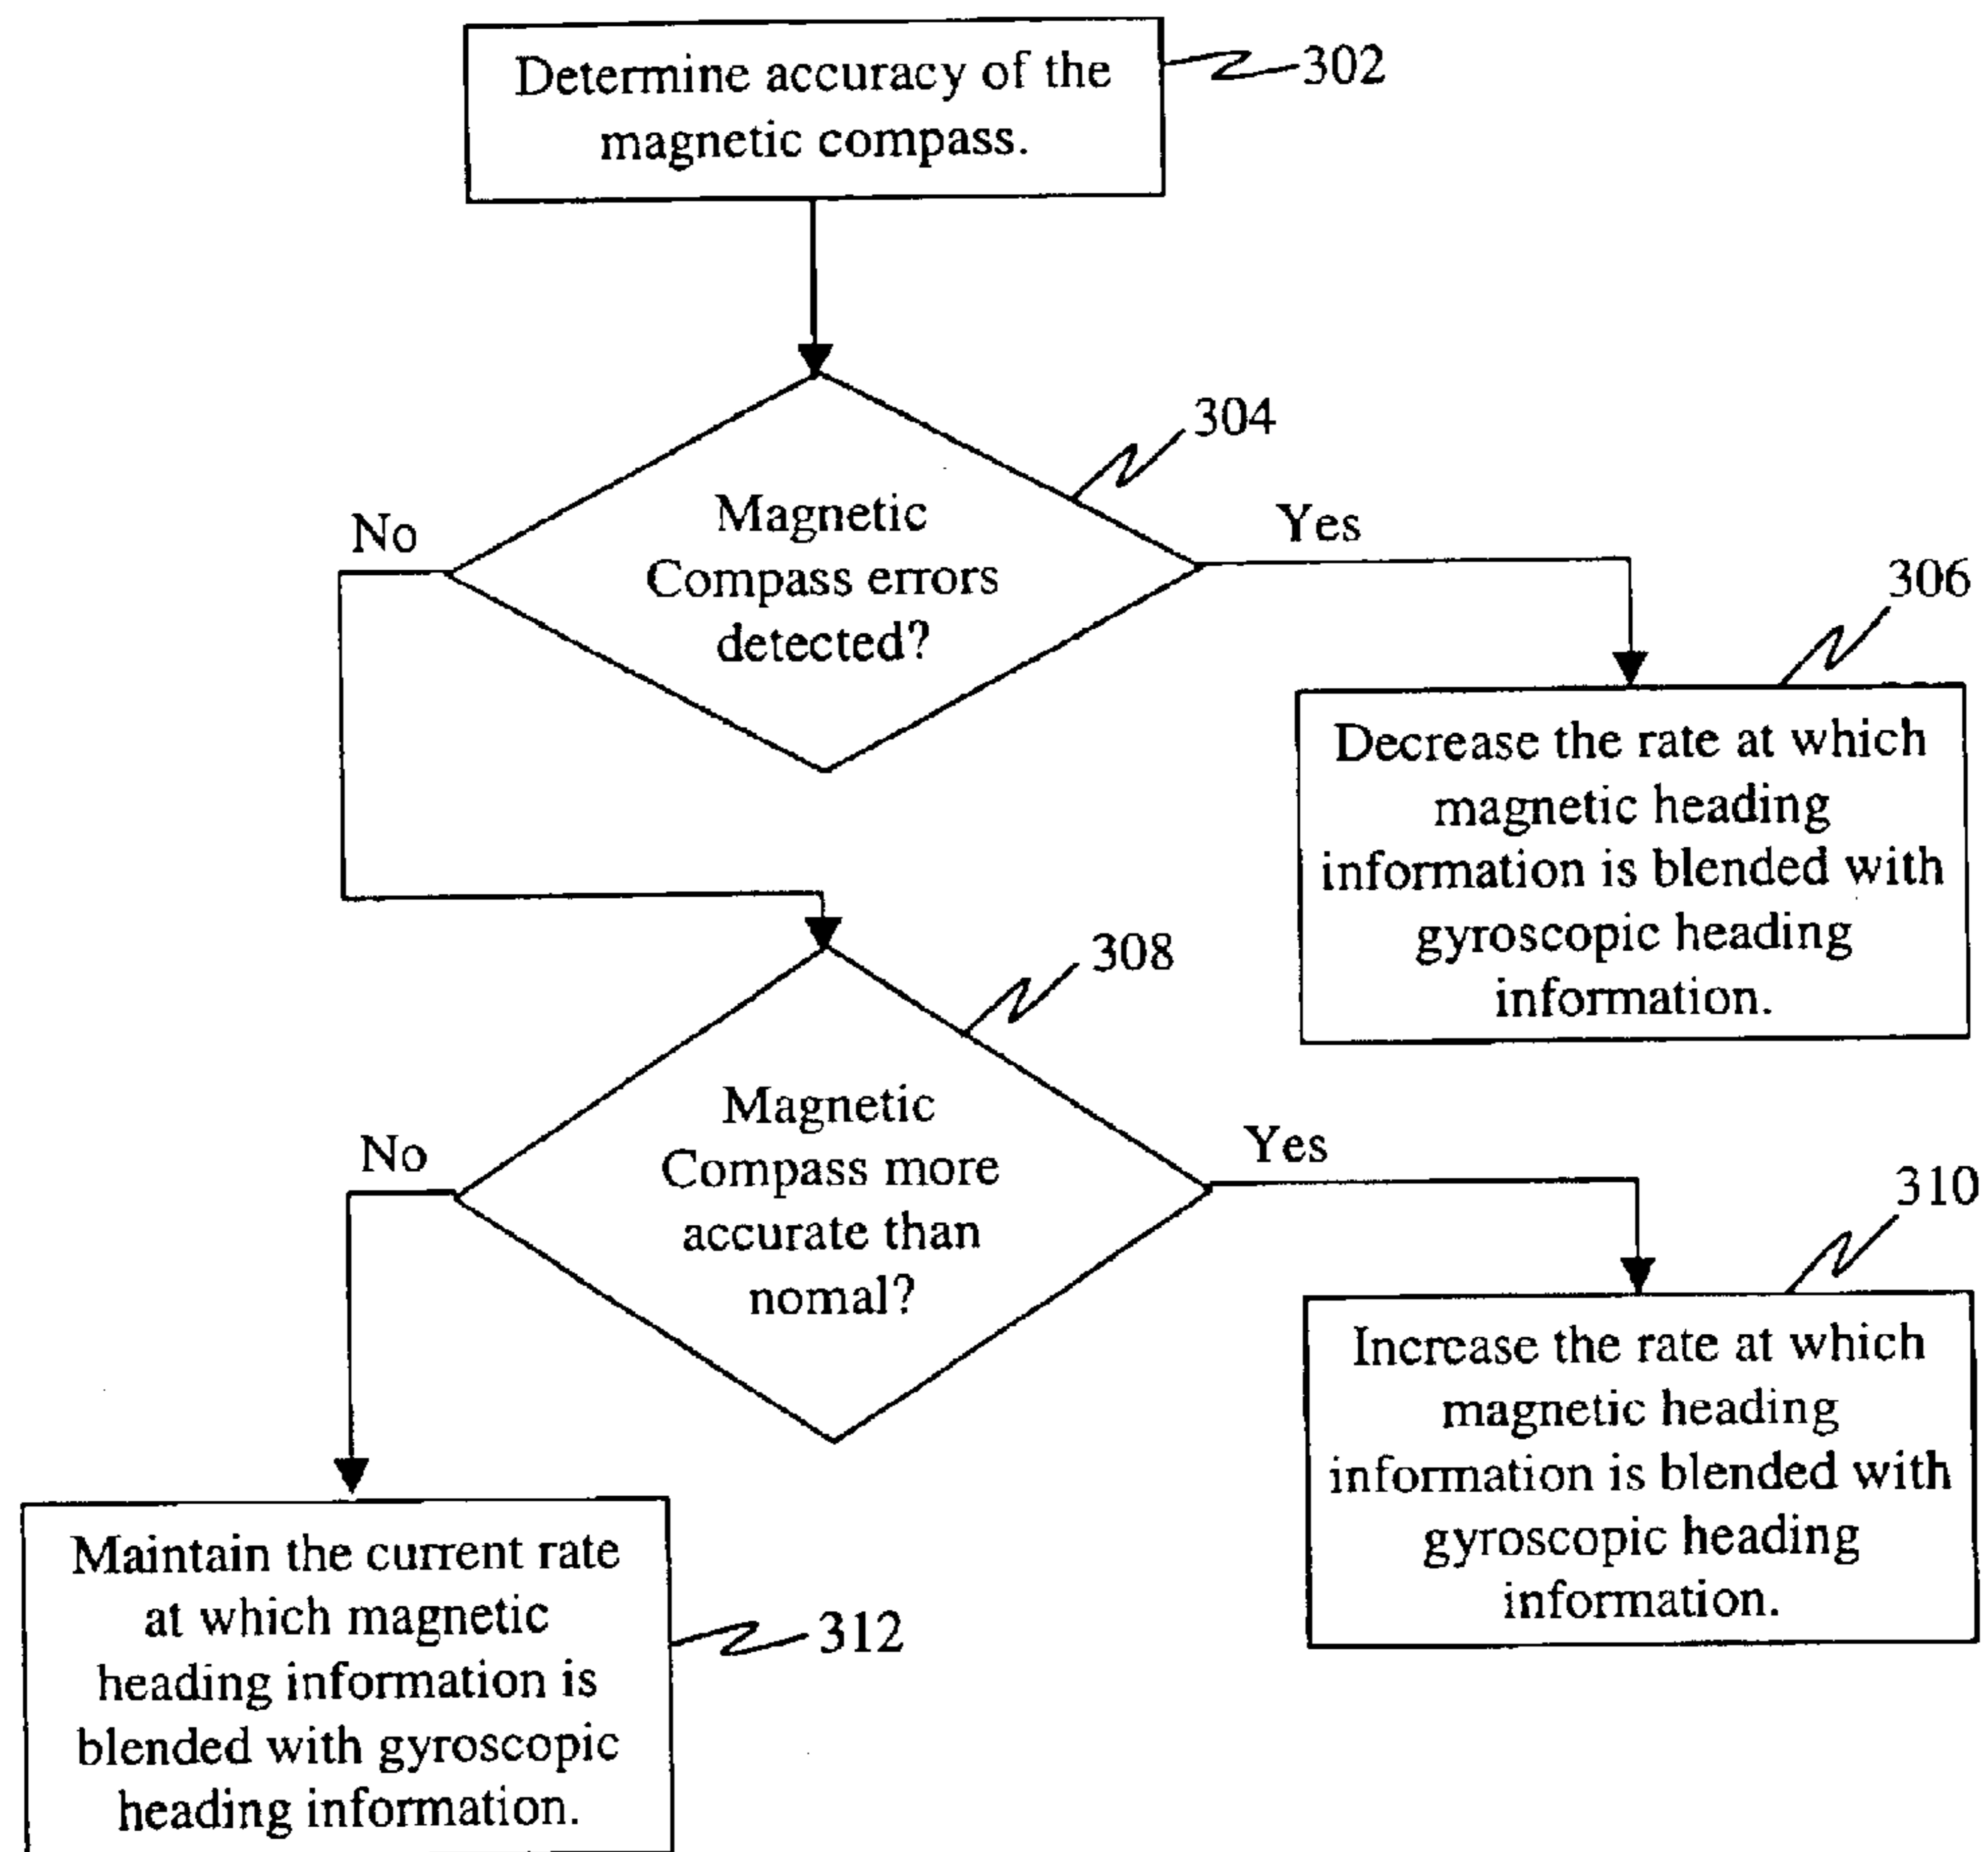 Determine accuracy of the
magnetic compass.
302
304
Magnetic
Compass errors
detected?
No
Yes
306
Decrease the rate at which
magnetic heading
information is blended with
gyroscopic heading
information.
308
Magnetic
Compass more
accurate than
nomal?
No
Yes
310
Increase the rate at which
magnetic heading
information is blended with
gyroscopic heading
information.
Maintain the current rate
at which magnetic
heading information is
blended with gyroscopic
heading information.
312